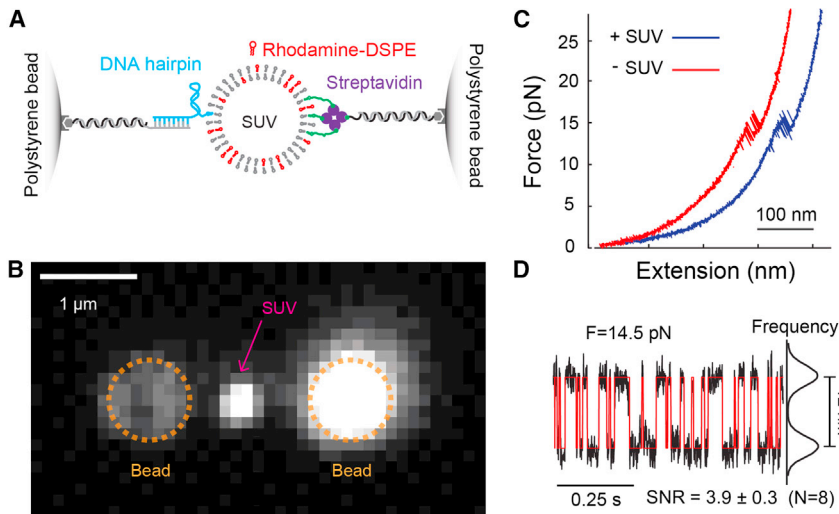 A
Rhodamine-DSPE
DNA hairpin
Streptavidin
SUV
Polystyrene bead
Polystyrene bead
B
1 µm
SUV
Bead
Bead
C
+ SUV
- SUV
25
20
15
10
5
0
Force (pN)
100 nm
Extension (nm)
D
F=14.5 pN
Frequency
0.25 s
SNR = 3.9 ± 0.3 (N=8)